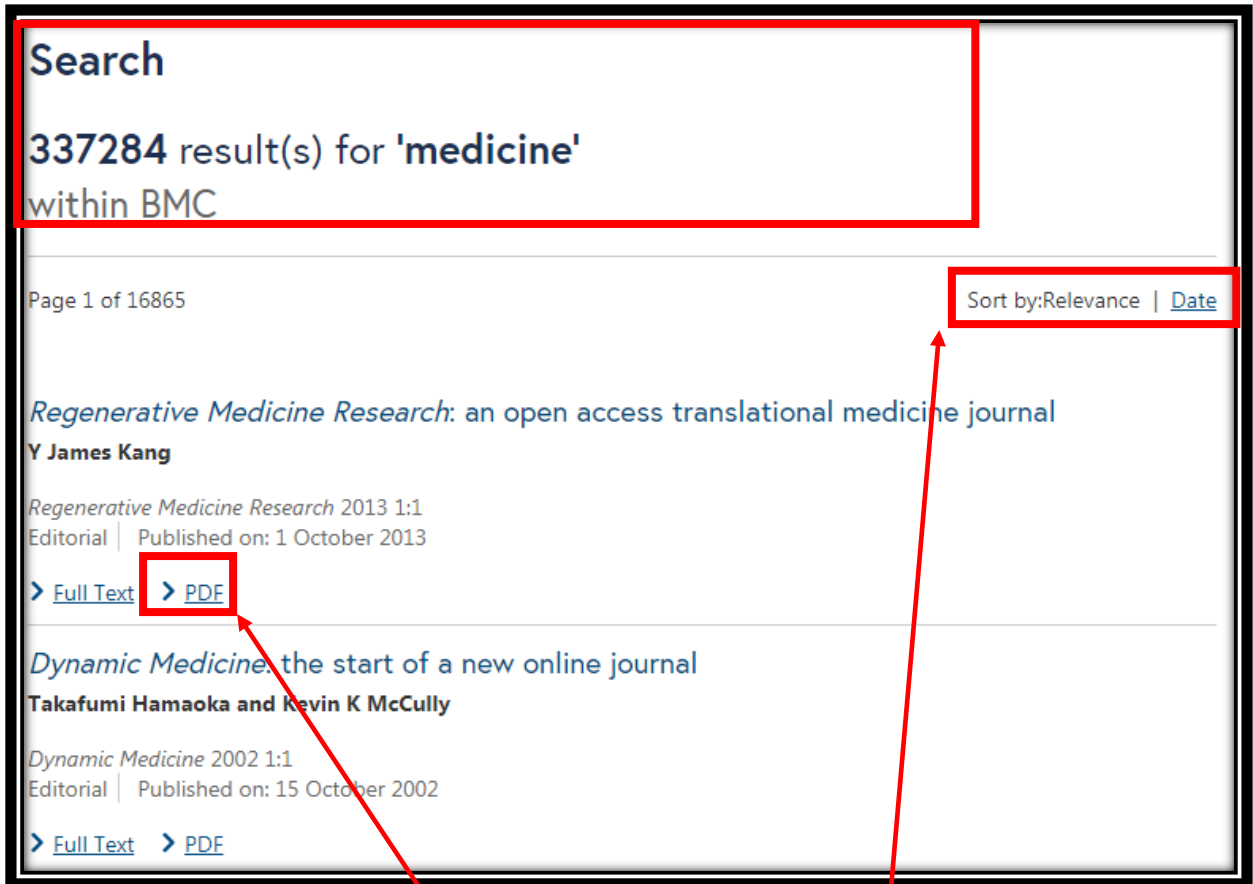 Search
337284 result(s) for 'medicine'
within BMC
Page 1 of 16865
Sort by:Relevance | Date
Regenerative Medicine Research: an open access translational medicine journal
Y James Kang
Regenerative Medicine Research 2013 1:1
Editorial | Published on: 1 October 2013
> Full Text > PDF
Dynamic Medicine: the start of a new online journal
Takafumi Hamaoka and Kevin K McCully
Dynamic Medicine 2002 1:1
Editorial | Published on: 15 October 2002
> Full Text > PDF